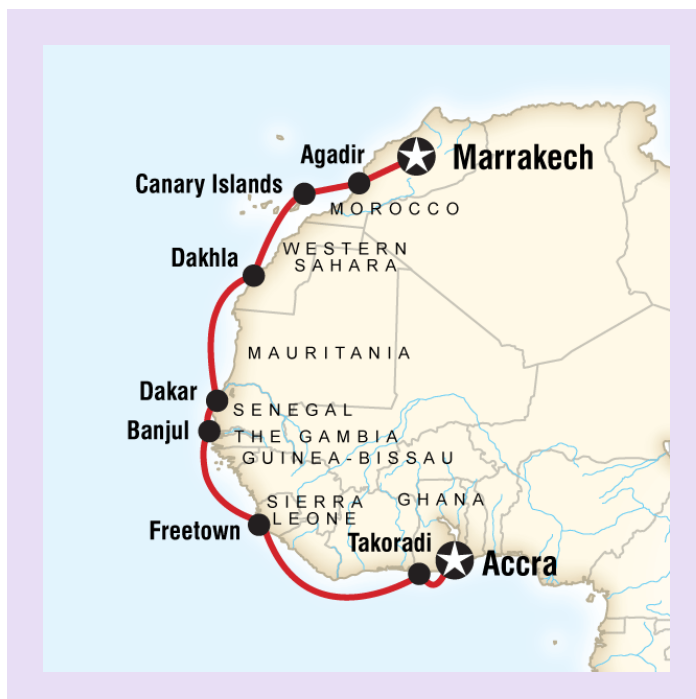 Agadir
Marrakech
Canary Islands
MOROCCO
WESTERN
SAHARA
Dakhla
MAURITANIA
Dakar
SENEGAL
Banjul
THE GAMBIA
GUINEA-BISSAU
SIERRA
LEONE
GHANA
Freetown
Takoradi
Accra